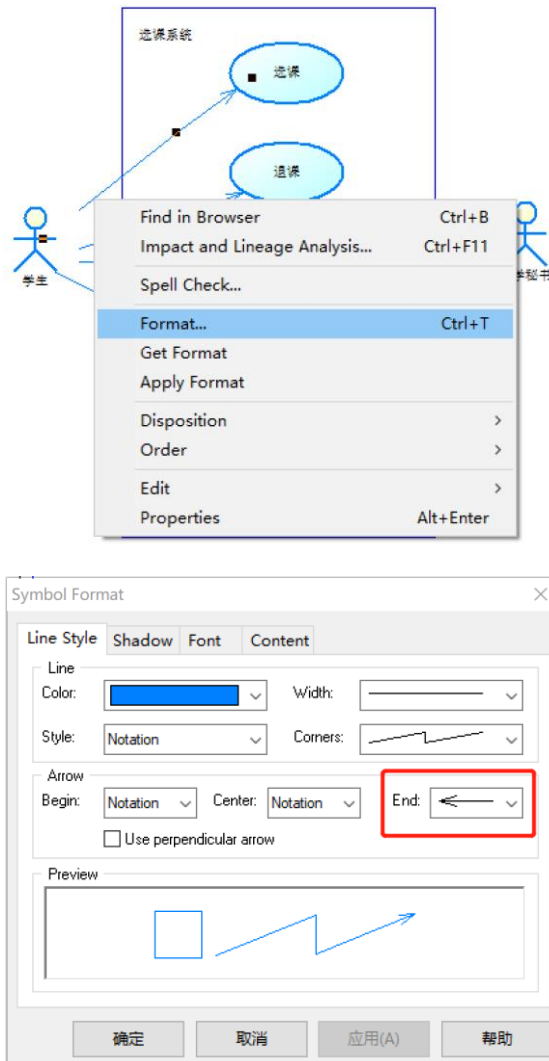 选课系统
选课
退课
学生
学秘书
Find in Browser Ctrl+B
Impact and Lineage Analysis... Ctrl+F11
Spell Check...
Format... Ctrl+T
Get Format
Apply Format
Disposition >
Order >
Edit >
Properties Alt+Enter
Symbol Format
Line Style Shadow Font Content
Line
Color: Width:
Style: Notation Corners:
Arrow
Begin: Notation Center: Notation End:
Use perpendicular arrow
Preview
确定 取消 应用(A) 帮助